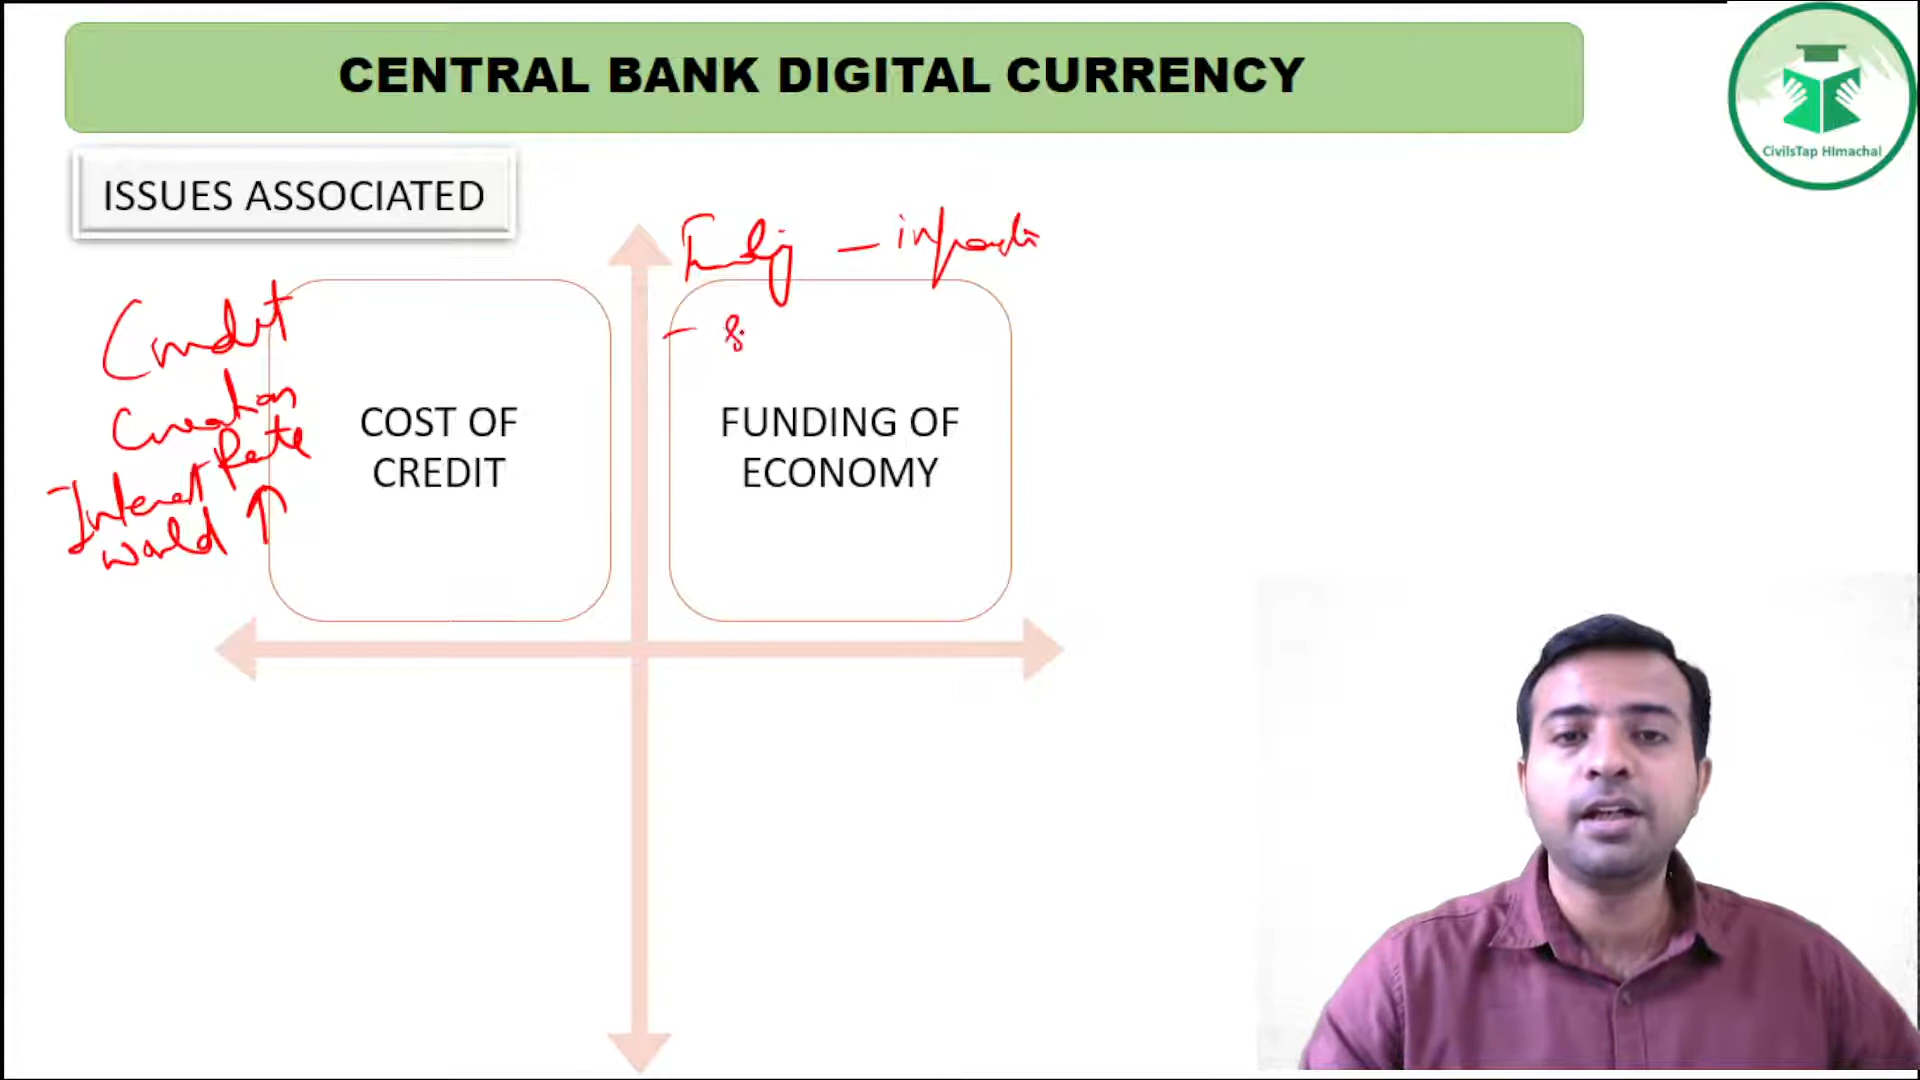 CENTRAL BANK DIGITAL CURRENCY
CivilsTap HImachal
ISSUES ASSOCIATED
Funding –
Credit
Creation
Interest Rate
would ↑
COST OF
CREDIT
FUNDING OF
ECONOMY